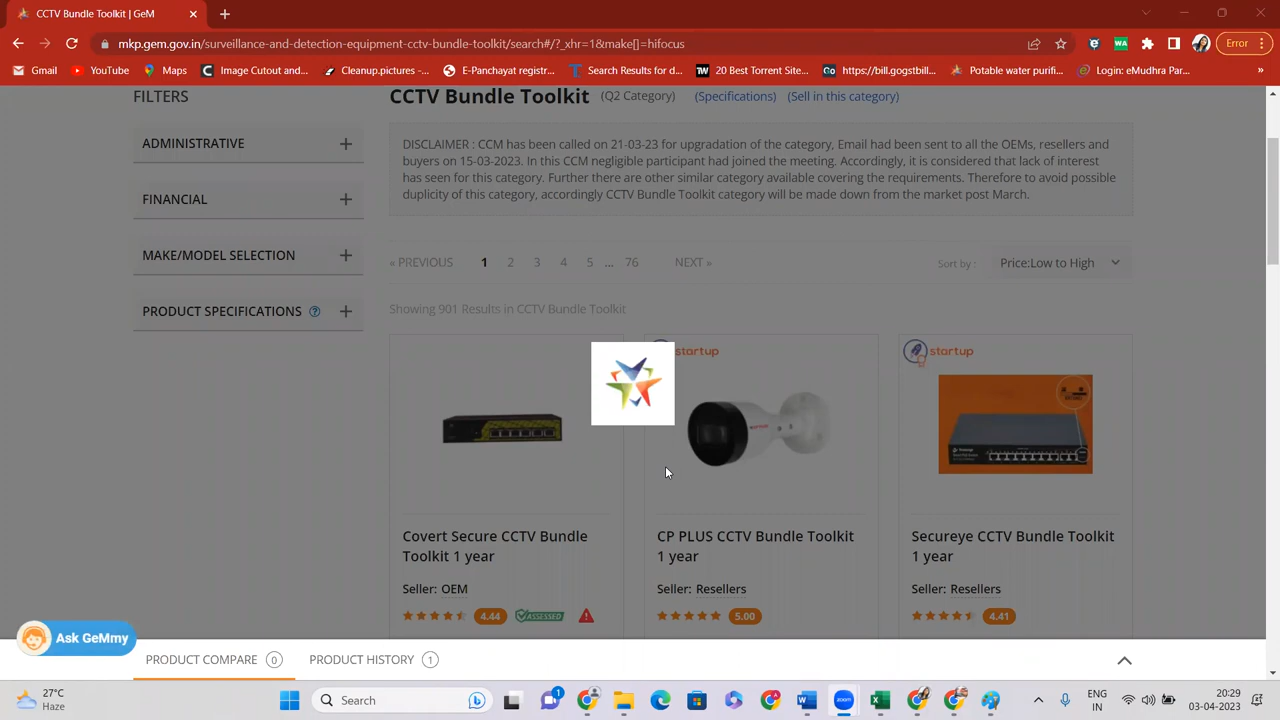 CCTV Bundle Toolkit | GeM
mkp.gem.gov.in/surveillance-and-detection-equipment-cctv-bundle-toolkit/search#/?_xhr=1&make[]=hifocus
Error
Gmail
YouTube
Maps
Image Cutout and...
Cleanup.pictures -...
E-Panchayat registr...
Search Results for d...
20 Best Torrent Site...
https://bill.gogstbill...
Potable water purifi...
Login: eMudhra Par...
»
FILTERS
ADMINISTRATIVE
FINANCIAL
MAKE/MODEL SELECTION
PRODUCT SPECIFICATIONS
CCTV Bundle Toolkit (Q2 Category) (Specifications) (Sell in this category)
DISCLAIMER : CCM has been called on 21-03-23 for upgradation of the category, Email had been sent to all the OEMs, resellers and
buyers on 15-03-2023. In this CCM negligible participant had joined the meeting. Accordingly, it is considered that lack of interest
has seen for this category. Further there are other similar category available covering the requirements. Therefore to avoid possible
duplicity of this category, accordingly CCTV Bundle Toolkit category will be made down from the market post March.
« PREVIOUS 1 2 3 4 5 ... 76 NEXT »
Sort by : Price:Low to High
Showing 901 Results in CCTV Bundle Toolkit
startup
startup
Covert Secure CCTV Bundle
Toolkit 1 year
Seller: OEM
4.44 ASSESSED
CP PLUS CCTV Bundle Toolkit
1 year
Seller: Resellers
5.00
Secureye CCTV Bundle Toolkit
1 year
Seller: Resellers
4.41
Ask GeMmy
PRODUCT COMPARE 0
PRODUCT HISTORY 1
27°C
Haze
Search
1
zoom
ENG
IN
20:29
03-04-2023